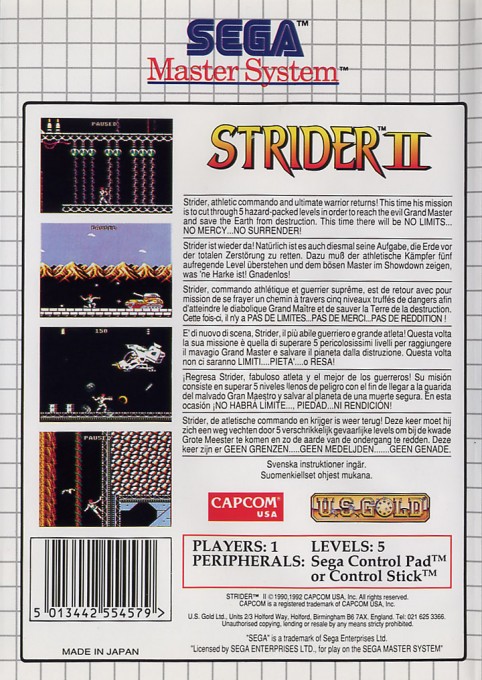 SEGA™
Master System™
STRIDER™ II
Strider, athletic commando and ultimate warrior returns! This time his mission
is to cut through 5 hazard-packed levels in order to reach the evil Grand Master
and save the Earth from destruction. This time there will be NO LIMITS...
NO MERCY...NO SURRENDER!
Strider ist wieder da! Natürlich ist es auch diesmal seine Aufgabe, die Erde vor
der totalen Zerstörung zu retten. Dazu muß der athletische Kämpfer fünf
aufregende Level überstehen und dem bösen Master im Showdown zeigen,
was 'ne Harke ist! Gnadenlos!
Strider, commando athlétique et guerrier suprême, est de retour avec pour
mission de se frayer un chemin à travers cinq niveaux truffés de dangers afin
d'atteindre le diabolique Grand Maître et de sauver la Terre de la destruction.
Cette fois-ci, il n'y a PAS DE LIMITES...PAS DE MERCI...PAS DE REDDITION !
E' di nuovo di scena, Strider, il più abile guerriero e grande atleta! Questa volta
la sua missione è quella di superare 5 pericolosissimi livelli per raggiungere
il mavagio Grand Master e salvare il pianeta dalla distruzione. Questa volta
non ci saranno LIMITI....PIETA'....o RESA!
¡Regresa Strider, fabuloso atleta y el mejor de los guerreros! Su misión
consiste en superar 5 niveles llenos de peligro con el fin de llegar a la guarida
del malvado Gran Maestro y salvar al planeta de una muerte segura. En esta
ocasión ¡NO HABRA LIMITE..., PIEDAD...NI RENDICIÓN!
Strider, de atletische commando en krijger is weer terug! Deze keer moet hij
zich een weg vechten door 5 verschrikkelijk gevaarlijke levels om bij de kwade
Grote Meester te komen en zo de aarde van de ondergang te redden. Deze
keer zijn er GEEN GRENZEN.....GEEN MEDELJDEN.......GEEN GENADE.
Svenska instruktioner ingår.
Suomenkiellset ohjest mukana.
CAPCOM®
USA
U.S. GOLD®
PLAYERS: 1 LEVELS: 5
PERIPHERALS: Sega Control Pad™
or Control Stick™
STRIDER™ II © 1990,1992 CAPCOM USA, Inc. All rights reserved.
CAPCOM is a registered trademark of CAPCOM USA, Inc.
U.S. Gold Ltd., Units 2/3 Holford Way, Holford, Birmingham B6 7AX. England. Tel: 021 625 3366.
Unauthorised copying, lending or resale by any means strictly prohibited.
"SEGA" is a trademark of Sega Enterprises Ltd.
"Licensed by SEGA ENTERPRISES LTD., for play on the SEGA MASTER SYSTEM"
PAUSED
150
PAUSED
5 013442 554579 >
MADE IN JAPAN